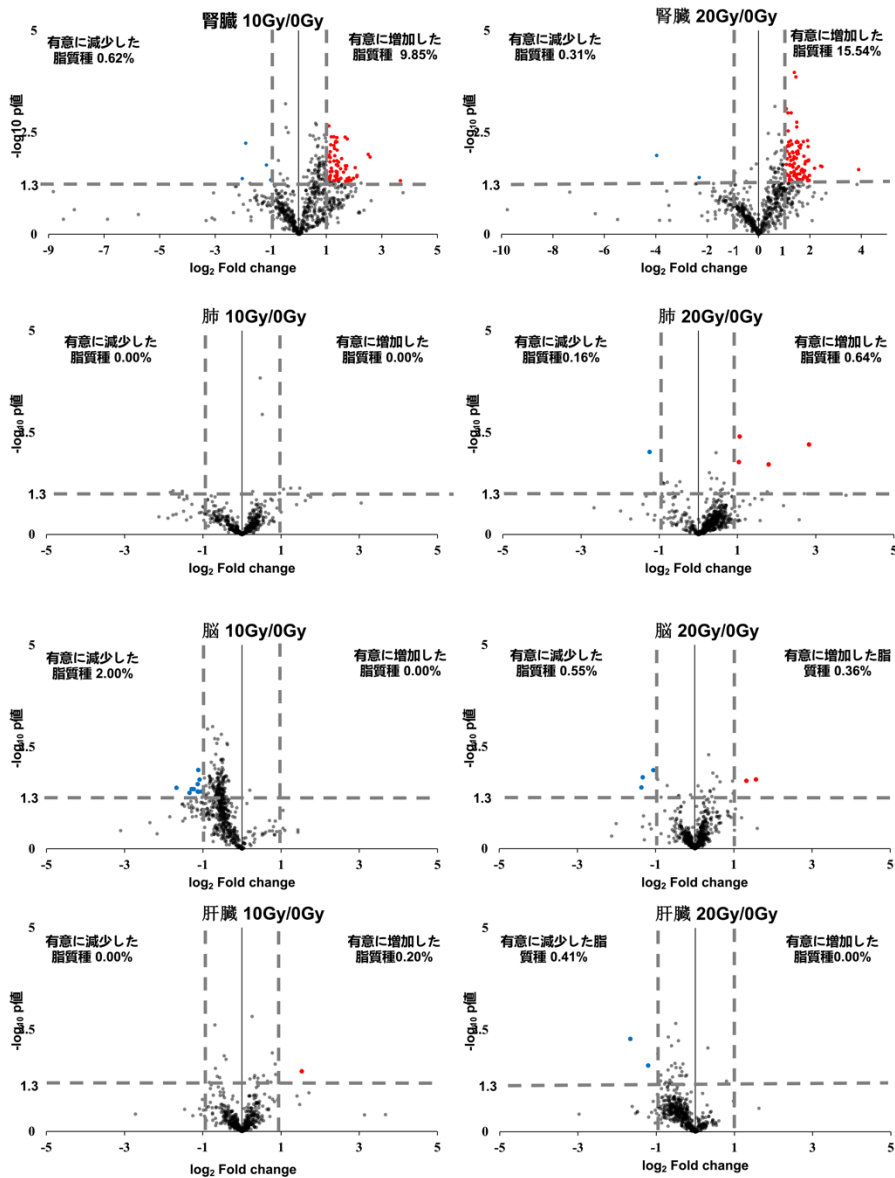 腎臓 10Gy/0Gy
5
有意に減少した
脂質種 0.62%
有意に増加した
脂質種 9.85%
-log10 p値
2.5
1.3
0
-9
-7
-5
-3
-1
1
3
5
log2 Fold change
腎臓 20Gy/0Gy
5
有意に減少した
脂質種 0.31%
有意に増加した
脂質種 15.54%
-log10 p値
2.5
1.3
0
-10
-8
-6
-4
-2
-1
0
1
2
4
log2 Fold change
肺 10Gy/0Gy
5
有意に減少した
脂質種 0.00%
有意に増加した
脂質種 0.00%
-log10 p値
2.5
1.3
0
-5
-3
-1
1
3
5
log2 Fold change
肺 20Gy/0Gy
5
有意に減少した
脂質種0.16%
有意に増加した
脂質種 0.64%
-log10 p値
2.5
1.3
0
-5
-3
-1
1
3
5
log2 Fold change
脳 10Gy/0Gy
5
有意に減少した
脂質種 2.00%
有意に増加した
脂質種 0.00%
-log10 p値
2.5
1.3
0
-5
-3
-1
1
3
5
log2 Fold change
脳 20Gy/0Gy
5
有意に減少した
脂質種 0.55%
有意に増加した脂
質種 0.36%
-log10 p値
2.5
1.3
0
-5
-3
-1
1
3
5
log2 Fold change
肝臓 10Gy/0Gy
5
有意に減少した
脂質種 0.00%
有意に増加した
脂質種0.20%
-log10 p値
2.5
1.3
0
-5
-3
-1
1
3
5
log2 Fold change
肝臓 20Gy/0Gy
5
有意に減少した脂
質種 0.41%
有意に増加した
脂質種0.00%
-log10 p値
2.5
1.3
0
-5
-3
-1
1
3
5
log2 Fold change